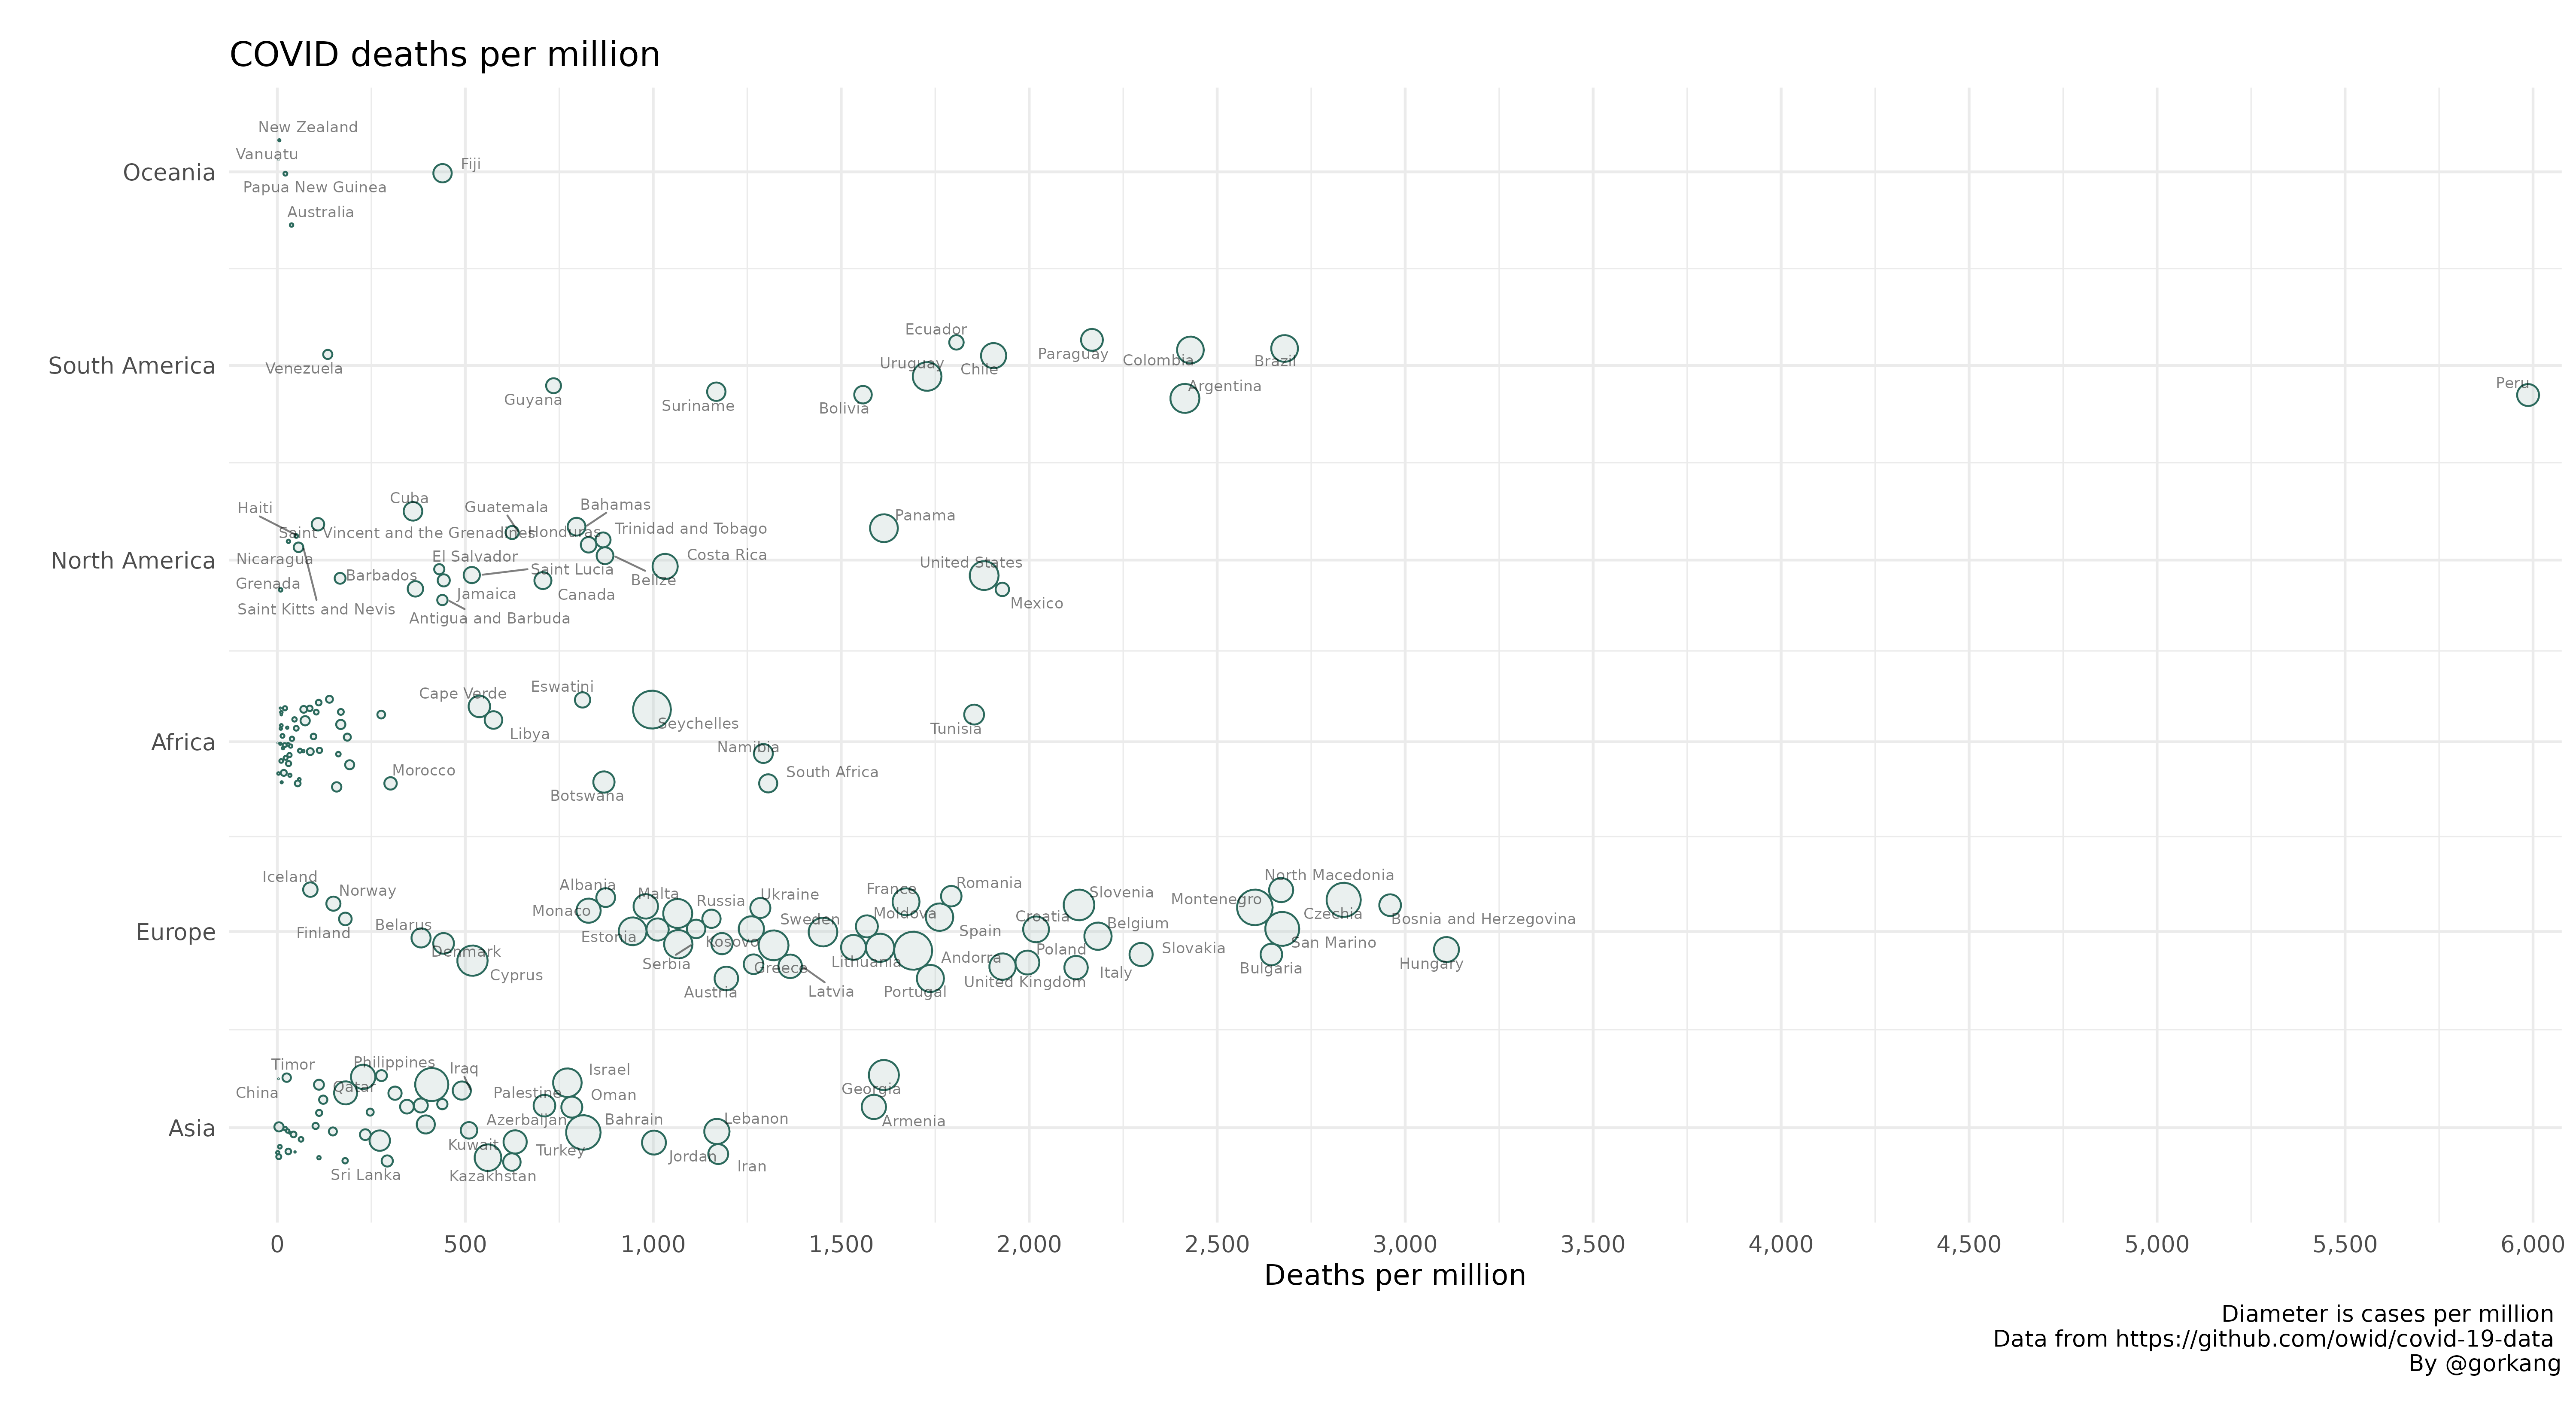 COVID deaths per million
New Zealand
Vanuatu
Oceania
Fiji
Papua New Guinea
Australia
Ecuador
Paraguay
Colombia
Brazil
Uruguay
Chile
South America
Venezuela
Argentina
Peru
Guyana
Suriname
Bolivia
Cuba
Haiti
Guatemala
Bahamas
Panama
Saint Vincent and the Grenadines
Honduras
Trinidad and Tobago
North America
Nicaragua
El Salvador
Costa Rica
United States
Grenada
Barbados
Saint Lucia
Belize
Saint Kitts and Nevis
Jamaica
Canada
Mexico
Antigua and Barbuda
Cape Verde
Eswatini
Seychelles
Tunisia
Libya
Africa
Namibia
Morocco
South Africa
Botswana
Iceland
Norway
Albania
Malta
Russia
Ukraine
France
Romania
Slovenia
Montenegro
North Macedonia
Monaco
Moldova
Czechia
Bosnia and Herzegovina
Belarus
Finland
Sweden
Croatia
Belgium
Europe
Estonia
Kosovo
Spain
San Marino
Denmark
Poland
Slovakia
Cyprus
Serbia
Greece
Lithuania
Andorra
Italy
Bulgaria
Hungary
Austria
Latvia
Portugal
United Kingdom
Timor
Philippines
Iraq
Israel
China
Qatar
Palestine
Oman
Georgia
Azerbaijan
Bahrain
Lebanon
Armenia
Asia
Kuwait
Turkey
Jordan
Iran
Sri Lanka
Kazakhstan
0 500 1,000 1,500 2,000 2,500 3,000 3,500 4,000 4,500 5,000 5,500 6,000
Deaths per million
Diameter is cases per million
Data from https://github.com/owid/covid-19-data
By @gorkang